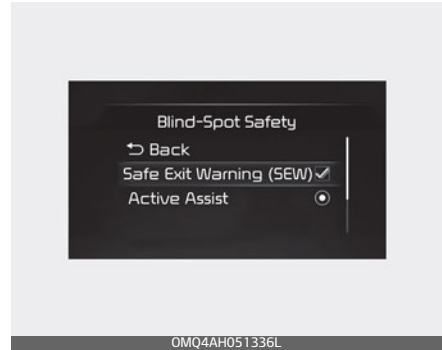 Blind-Spot Safety
Back
Safe Exit Warning (SEW)
Active Assist
OMQ4AH051336L